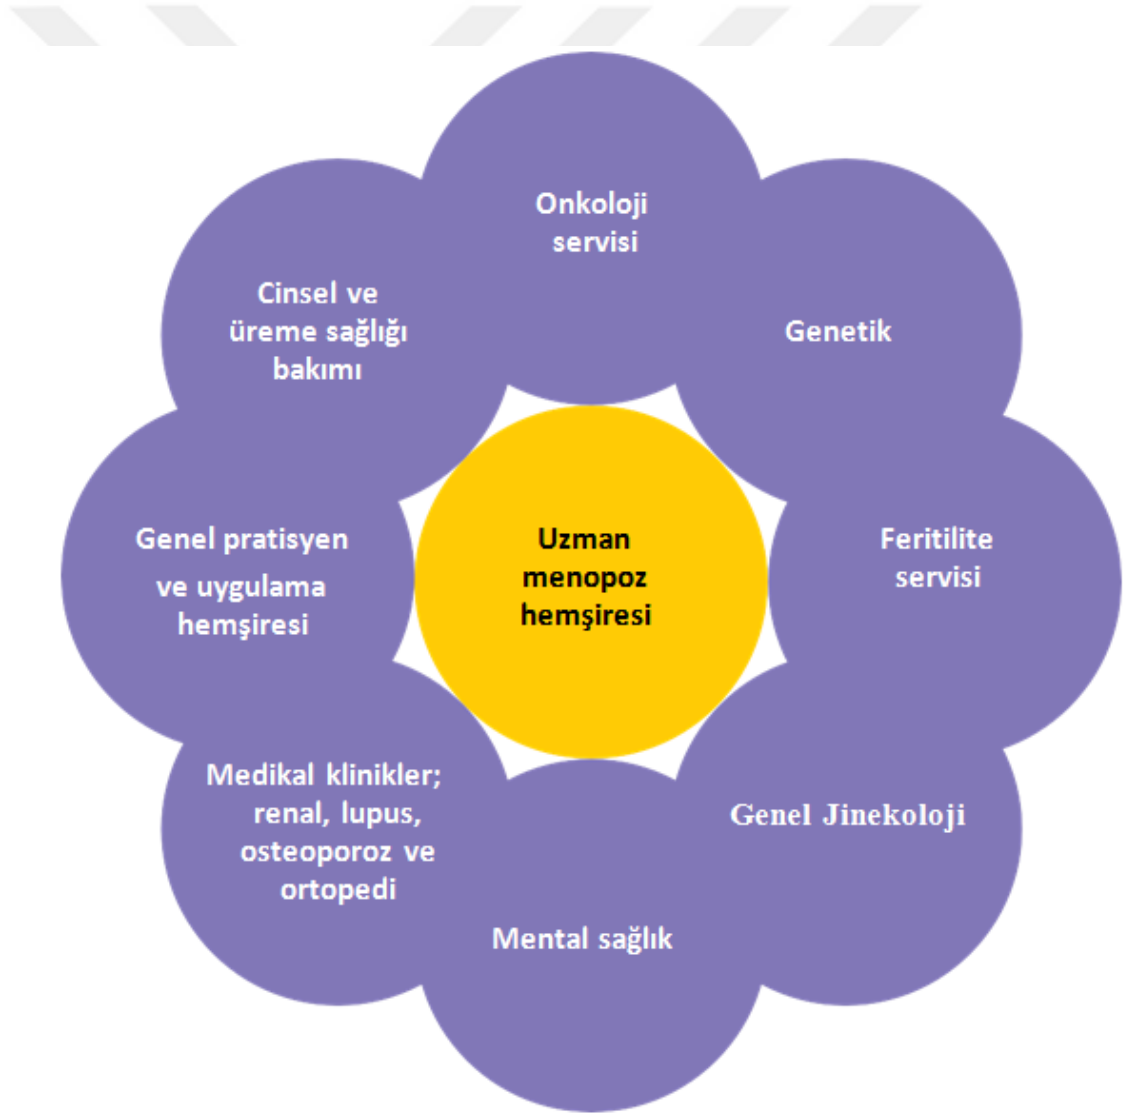 Onkoloji
servisi
Genetik
Feritilite
servisi
Genel Jinekoloji
Mental sağlık
Medikal klinikler;
renal, lupus,
osteoporoz ve
ortopedi
Genel pratisyen
ve uygulama
hemşiresi
Cinsel ve
üreme sağlığı
bakımı
Uzman
menopoz
hemşiresi